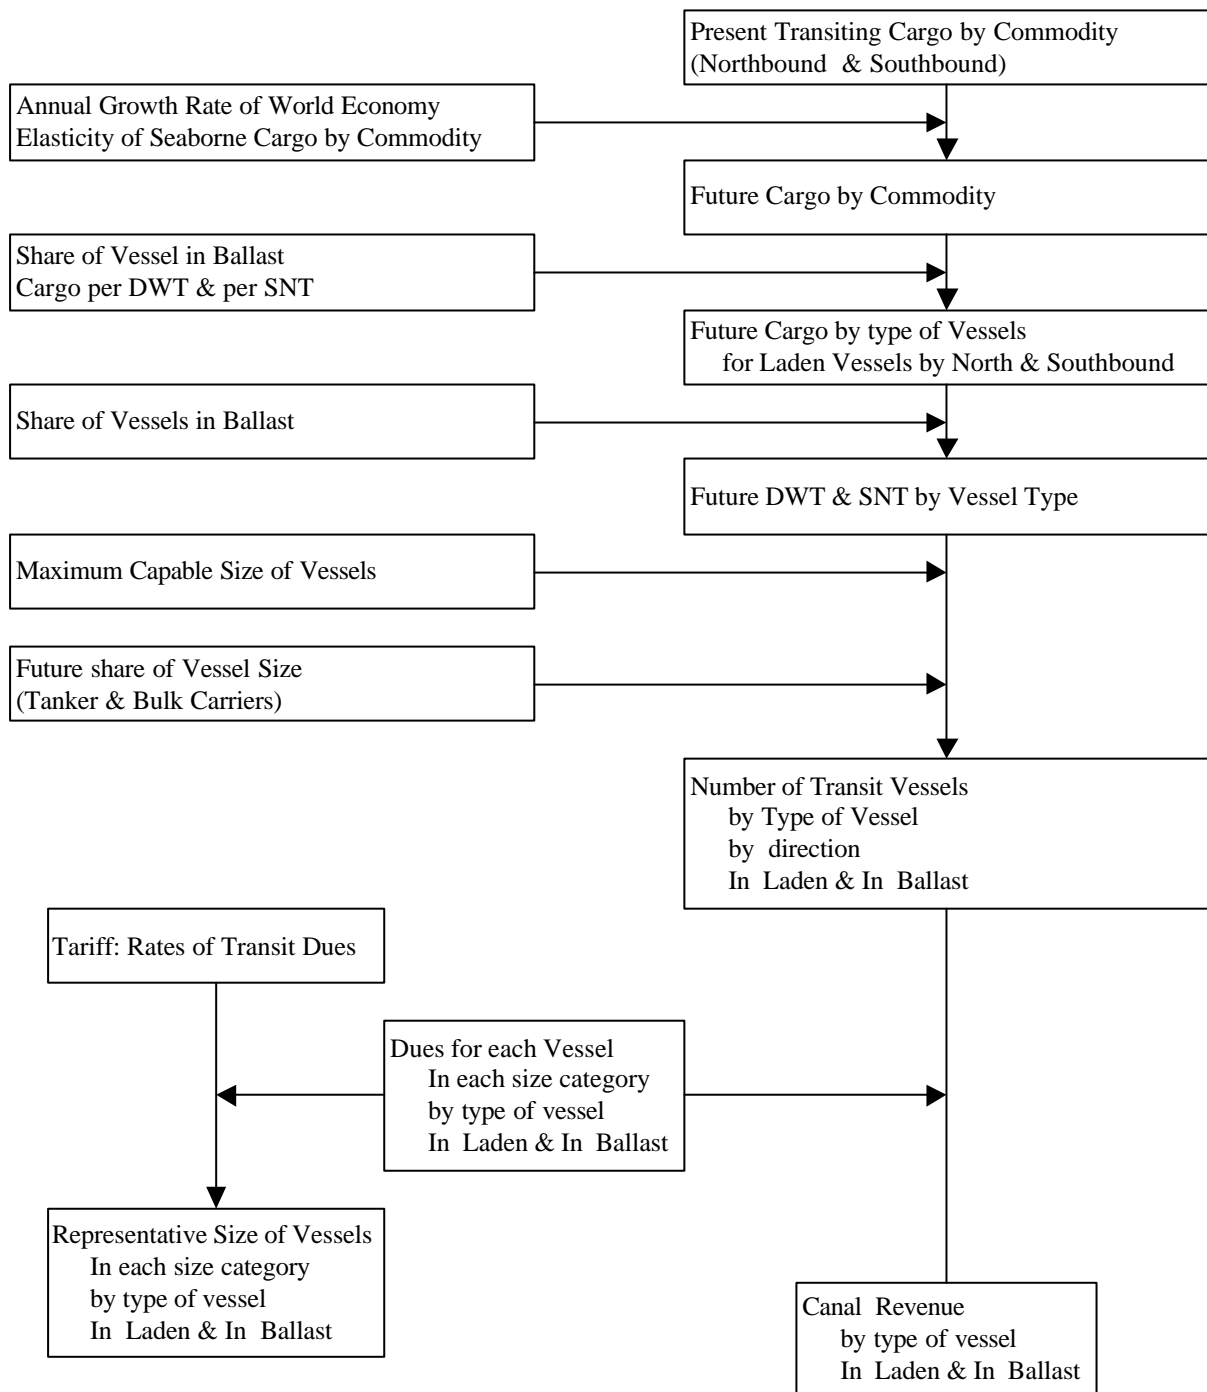 Present Transiting Cargo by Commodity
(Northbound & Southbound)
Annual Growth Rate of World Economy
Elasticity of Seaborne Cargo by Commodity
Future Cargo by Commodity
Share of Vessel in Ballast
Cargo per DWT & per SNT
Future Cargo by type of Vessels
for Laden Vessels by North & Southbound
Share of Vessels in Ballast
Future DWT & SNT by Vessel Type
Maximum Capable Size of Vessels
Future share of Vessel Size
(Tanker & Bulk Carriers)
Number of Transit Vessels
by Type of Vessel
by direction
In Laden & In Ballast
Tariff: Rates of Transit Dues
Dues for each Vessel
In each size category
by type of vessel
In Laden & In Ballast
Representative Size of Vessels
In each size category
by type of vessel
In Laden & In Ballast
Canal Revenue
by type of vessel
In Laden & In Ballast